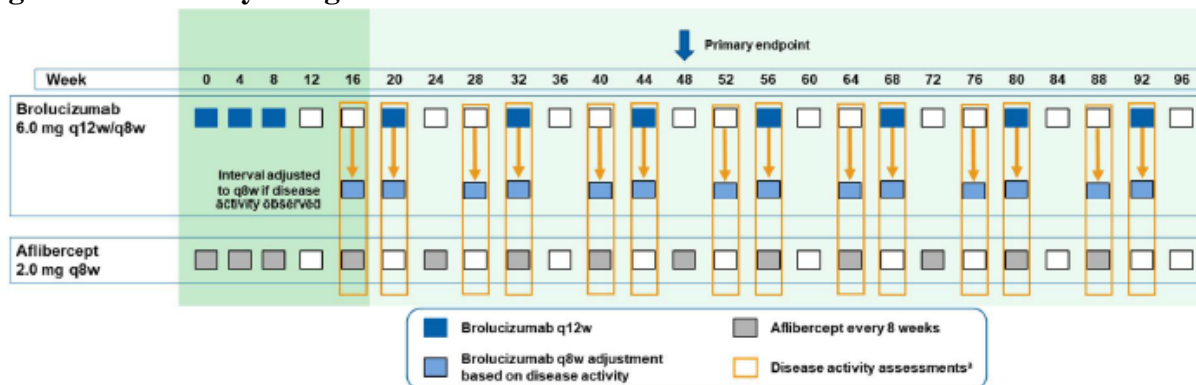 Primary endpoint
Week 0 4 8 12 16 20 24 28 32 36 40 44 48 52 56 60 64 68 72 76 80 84 88 92 96
Brolucizumab
6.0 mg q12w/q8w
Interval adjusted
to q8w if disease
activity observed
Aflibercept
2.0 mg q8w
Brolucizumab q12w
Aflibercept every 8 weeks
Brolucizumab q8w adjustment
based on disease activity
Disease activity assessmentsª